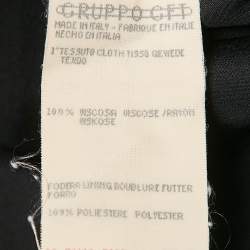 GRUPPO GFT
MADE IN ITALY - FABRIQUE EN ITALIE
HECHO EN ITALIA
1°TESSUTO CLOTH TISSU GEWEBE
TEJIDO
100% VISCOSA VISCOSE/RAYON
VISKOSE
FODERA LINING DOUBLURE FUTTER
FORRO
100% POLIESTERE POLYESTER